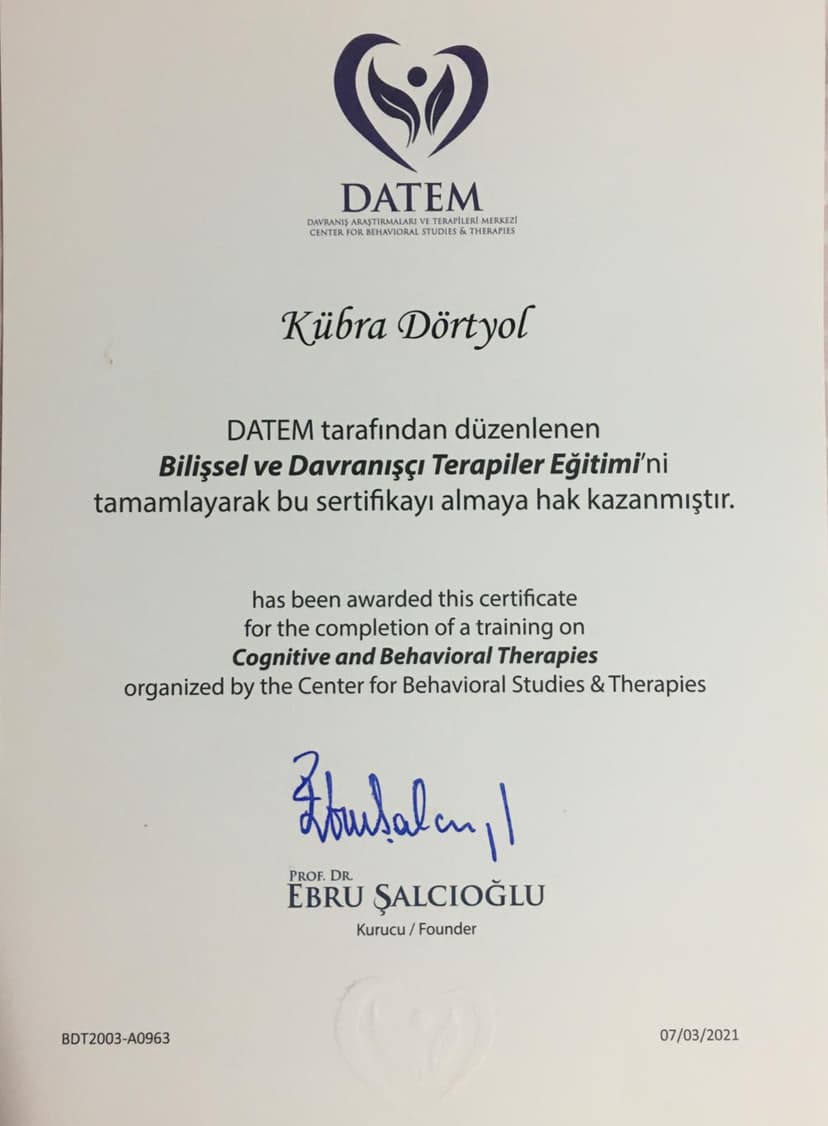 DATEM
DAVRANIŞ ARAŞTIRMALARI VE TERAPİLERİ MERKEZİ
CENTER FOR BEHAVIORAL STUDIES & THERAPIES
Kübra Dörtyol
DATEM tarafından düzenlenen
Bilişsel ve Davranışçı Terapiler Eğitimi'ni
tamamlayarak bu sertifikayı almaya hak kazanmıştır.
has been awarded this certificate
for the completion of a training on
Cognitive and Behavioral Therapies
organized by the Center for Behavioral Studies & Therapies
PROF. DR.
EBRU ŞALCIOĞLU
Kurucu / Founder
BDT2003-A0963
07/03/2021